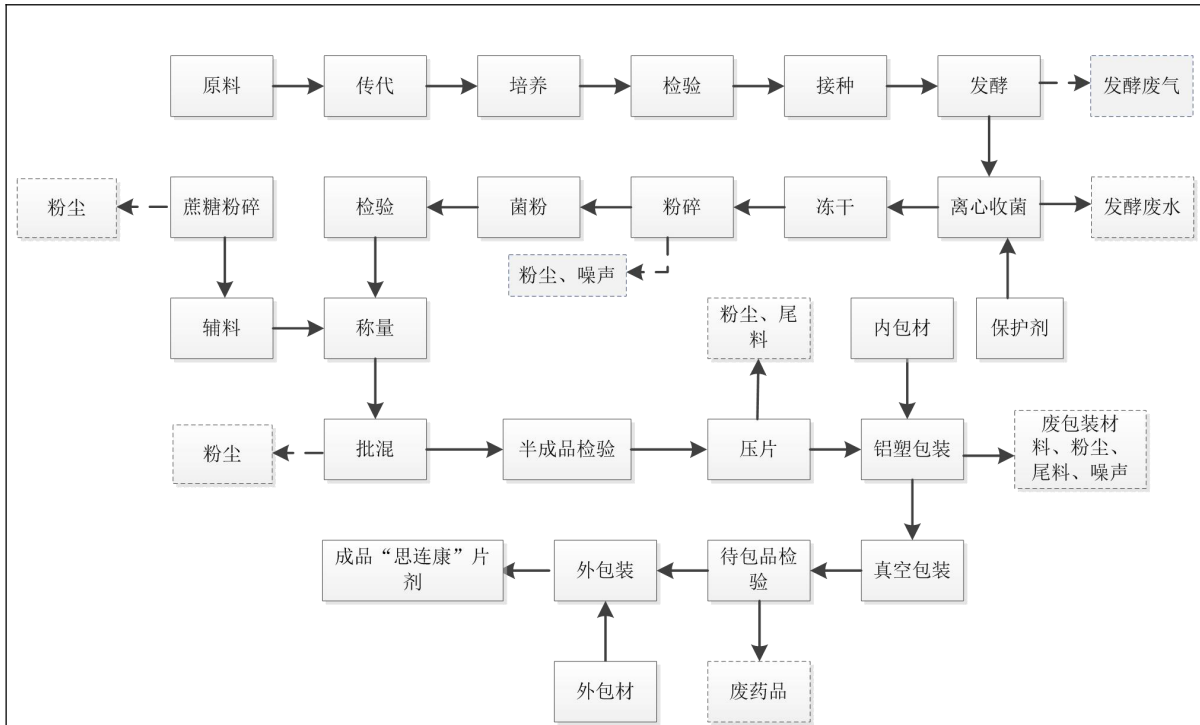 原料
传代
培养
检验
接种
发酵
发酵废气
粉尘
蔗糖粉碎
检验
菌粉
粉碎
冻干
离心收菌
发酵废水
粉尘、噪声
辅料
称量
粉尘、尾
料
内包材
保护剂
粉尘
批混
半成品检验
压片
铝塑包装
废包装材
料、粉尘、
尾料、噪声
成品“思连康”片
剂
外包装
待包品检
验
真空包装
外包材
废药品